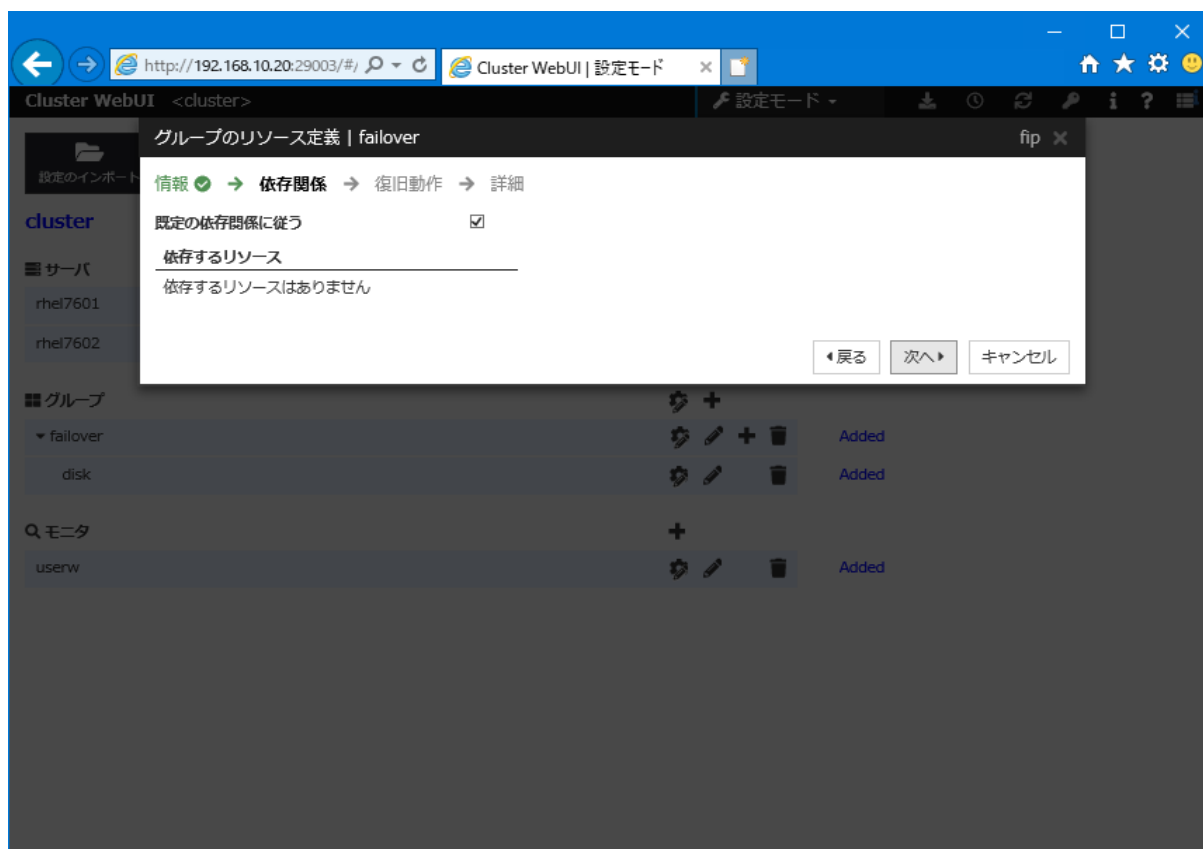 http://192.168.10.20:29003/#/
Cluster WebUI | 設定モード
Cluster WebUI <cluster>
設定モード
グループのリソース定義 | failover
fip
設定のインポート
情報 → 依存関係 → 復旧動作 → 詳細
cluster
既定の依存関係に従う
依存するリソース
サーバ
依存するリソースはありません
rhel7601
rhel7602
戻る
次へ
キャンセル
グループ
failover
Added
disk
Added
モニタ
userw
Added